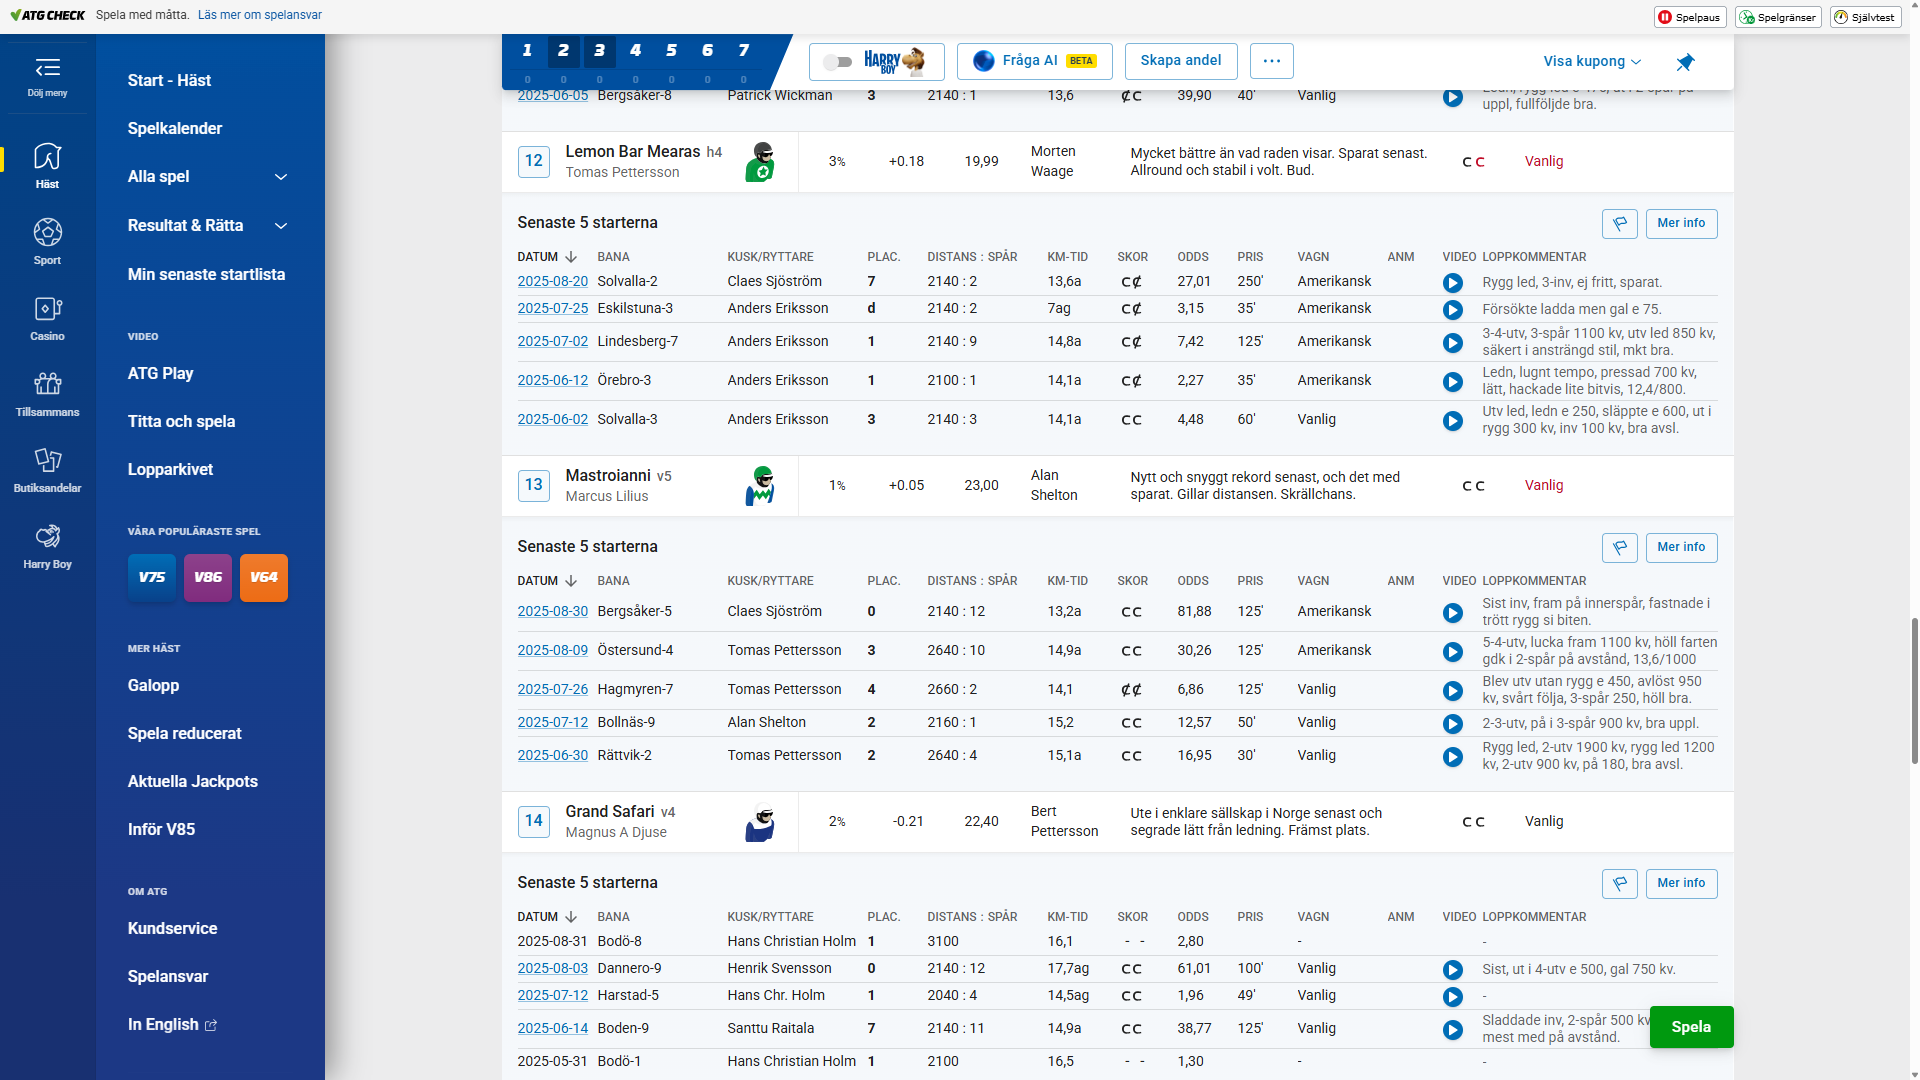 ATG CHECK Spela med måtta. Läs mer om spelansvar Spelpaus Spelgränser Självtest
Dölj meny
Häst
Sport
Casino
Tillsammans
Butiksandelar
Harry Boy
Start - Häst
Spelkalender
Alla spel
Resultat & Rätta
Min senaste startlista
VIDEO
ATG Play
Titta och spela
Lopparkivet
VÅRA POPULÄRASTE SPEL
V75 V86 V64
MER HÄST
Galopp
Spela reducerat
Aktuella Jackpots
Inför V85
OM ATG
Kundservice
Spelansvar
In English
1 2 3 4 5 6 7
0 0 0 0 0 0 0
HARRY BOY Fråga AI BETA Skapa andel ... Visa kupong
2025-06-05 Bergsåker-8 Patrick Wickman 3 2140 : 1 13,6 ȼ c 39,90 40' Vanlig
uppl, fullföljde bra.
12 Lemon Bar Mearas h4 3% +0.18 19,99 Morten Waage Mycket bättre än vad raden visar. Sparat senast. C C Vanlig
Tomas Pettersson Allround och stabil i volt. Bud.
Senaste 5 starterna Mer info
DATUM BANA KUSK/RYTTARE PLAC. DISTANS : SPÅR KM-TID SKOR ODDS PRIS VAGN ANM VIDEO LOPPKOMMENTAR
2025-08-20 Solvalla-2 Claes Sjöström 7 2140 : 2 13,6a c ȼ 27,01 250' Amerikansk Rygg led, 3-inv, ej fritt, sparat.
2025-07-25 Eskilstuna-3 Anders Eriksson d 2140 : 2 7ag c ȼ 3,15 35' Amerikansk Försökte ladda men gal e 75.
2025-07-02 Lindesberg-7 Anders Eriksson 1 2140 : 9 14,8a c ȼ 7,42 125' Amerikansk 3-4-utv, 3-spår 1100 kv, utv led 850 kv,
säkert i ansträngd stil, mkt bra.
2025-06-12 Örebro-3 Anders Eriksson 1 2100 : 1 14,1a c ȼ 2,27 35' Amerikansk Ledn, lugnt tempo, pressad 700 kv,
lätt, hackade lite bitvis, 12,4/800.
2025-06-02 Solvalla-3 Anders Eriksson 3 2140 : 3 14,1a c c 4,48 60' Vanlig Utv led, ledn e 250, släppte e 600, ut i
rygg 300 kv, inv 100 kv, bra avsl.
13 Mastroianni v5 1% +0.05 23,00 Alan Shelton Nytt och snyggt rekord senast, och det med C C Vanlig
Marcus Lilius sparat. Gillar distansen. Skrällchans.
Senaste 5 starterna Mer info
DATUM BANA KUSK/RYTTARE PLAC. DISTANS : SPÅR KM-TID SKOR ODDS PRIS VAGN ANM VIDEO LOPPKOMMENTAR
2025-08-30 Bergsåker-5 Claes Sjöström 0 2140 : 12 13,2a c c 81,88 125' Amerikansk Sist inv, fram på innerspår, fastnade i
trött rygg si biten.
2025-08-09 Östersund-4 Tomas Pettersson 3 2640 : 10 14,9a c c 30,26 125' Amerikansk 5-4-utv, lucka fram 1100 kv, höll farten
gdk i 2-spår på avstånd, 13,6/1000
2025-07-26 Hagmyren-7 Tomas Pettersson 4 2660 : 2 14,1 ȼ ȼ 6,86 125' Vanlig Blev utv utan rygg e 450, avlöst 950
kv, svårt följa, 3-spår 250, höll bra.
2025-07-12 Bollnäs-9 Alan Shelton 2 2160 : 1 15,2 c c 12,57 50' Vanlig 2-3-utv, på i 3-spår 900 kv, bra uppl.
2025-06-30 Rättvik-2 Tomas Pettersson 2 2640 : 4 15,1a c c 16,95 30' Vanlig Rygg led, 2-utv 1900 kv, rygg led 1200
kv, 2-utv 900 kv, på 180, bra avsl.
14 Grand Safari v4 2% -0.21 22,40 Bert Pettersson Ute i enklare sällskap i Norge senast och C C Vanlig
Magnus A Djuse segrade lätt från ledning. Främst plats.
Senaste 5 starterna Mer info
DATUM BANA KUSK/RYTTARE PLAC. DISTANS : SPÅR KM-TID SKOR ODDS PRIS VAGN ANM VIDEO LOPPKOMMENTAR
2025-08-31 Bodö-8 Hans Christian Holm 1 3100 16,1 - - 2,80 - -
2025-08-03 Dannero-9 Henrik Svensson 0 2140 : 12 17,7ag c c 61,01 100' Vanlig Sist, ut i 4-utv e 500, gal 750 kv.
2025-07-12 Harstad-5 Hans Chr. Holm 1 2040 : 4 14,5ag c c 1,96 49' Vanlig -
2025-06-14 Boden-9 Santtu Raitala 7 2140 : 11 14,9a c c 38,77 125' Vanlig Sladdade inv, 2-spår 500 kv
mest med på avstånd.
2025-05-31 Bodö-1 Hans Christian Holm 1 2100 16,5 - - 1,30 - -
Spela